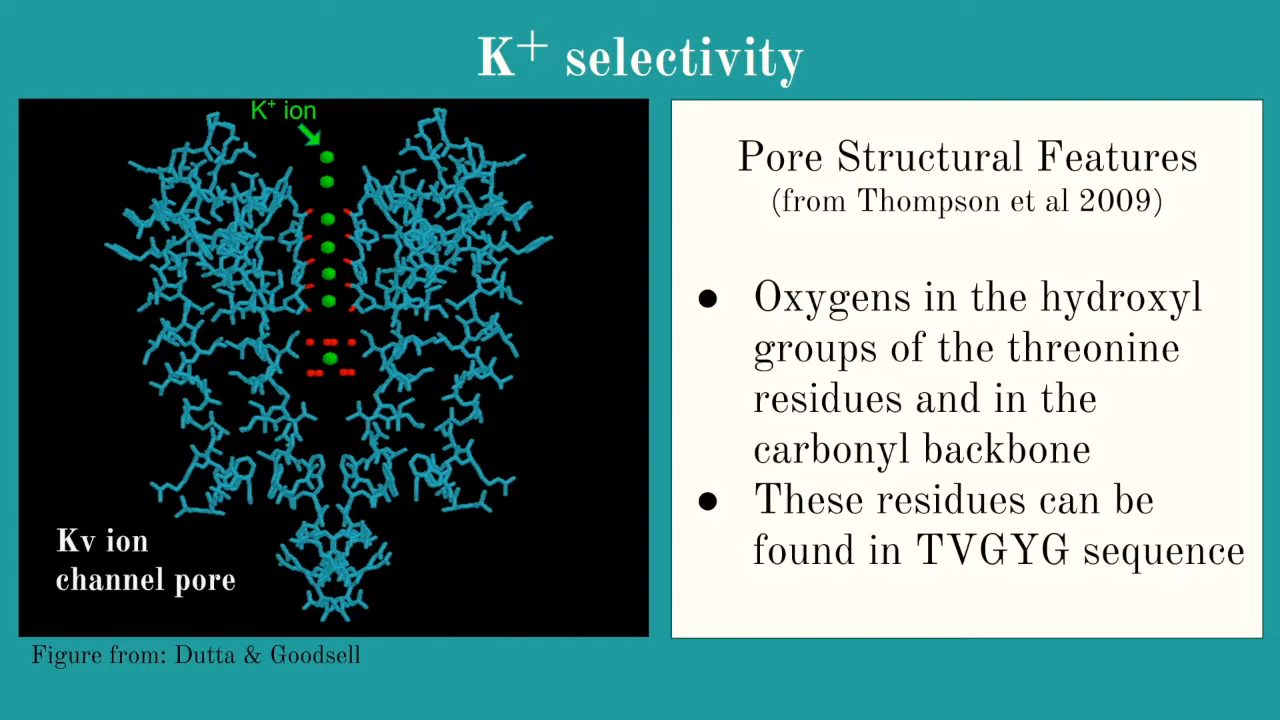 K⁺ selectivity
K⁺ ion
Kv ion
channel pore
Figure from: Dutta & Goodsell
Pore Structural Features
(from Thompson et al 2009)
● Oxygens in the hydroxyl
groups of the threonine
residues and in the
carbonyl backbone
● These residues can be
found in TVGYG sequence